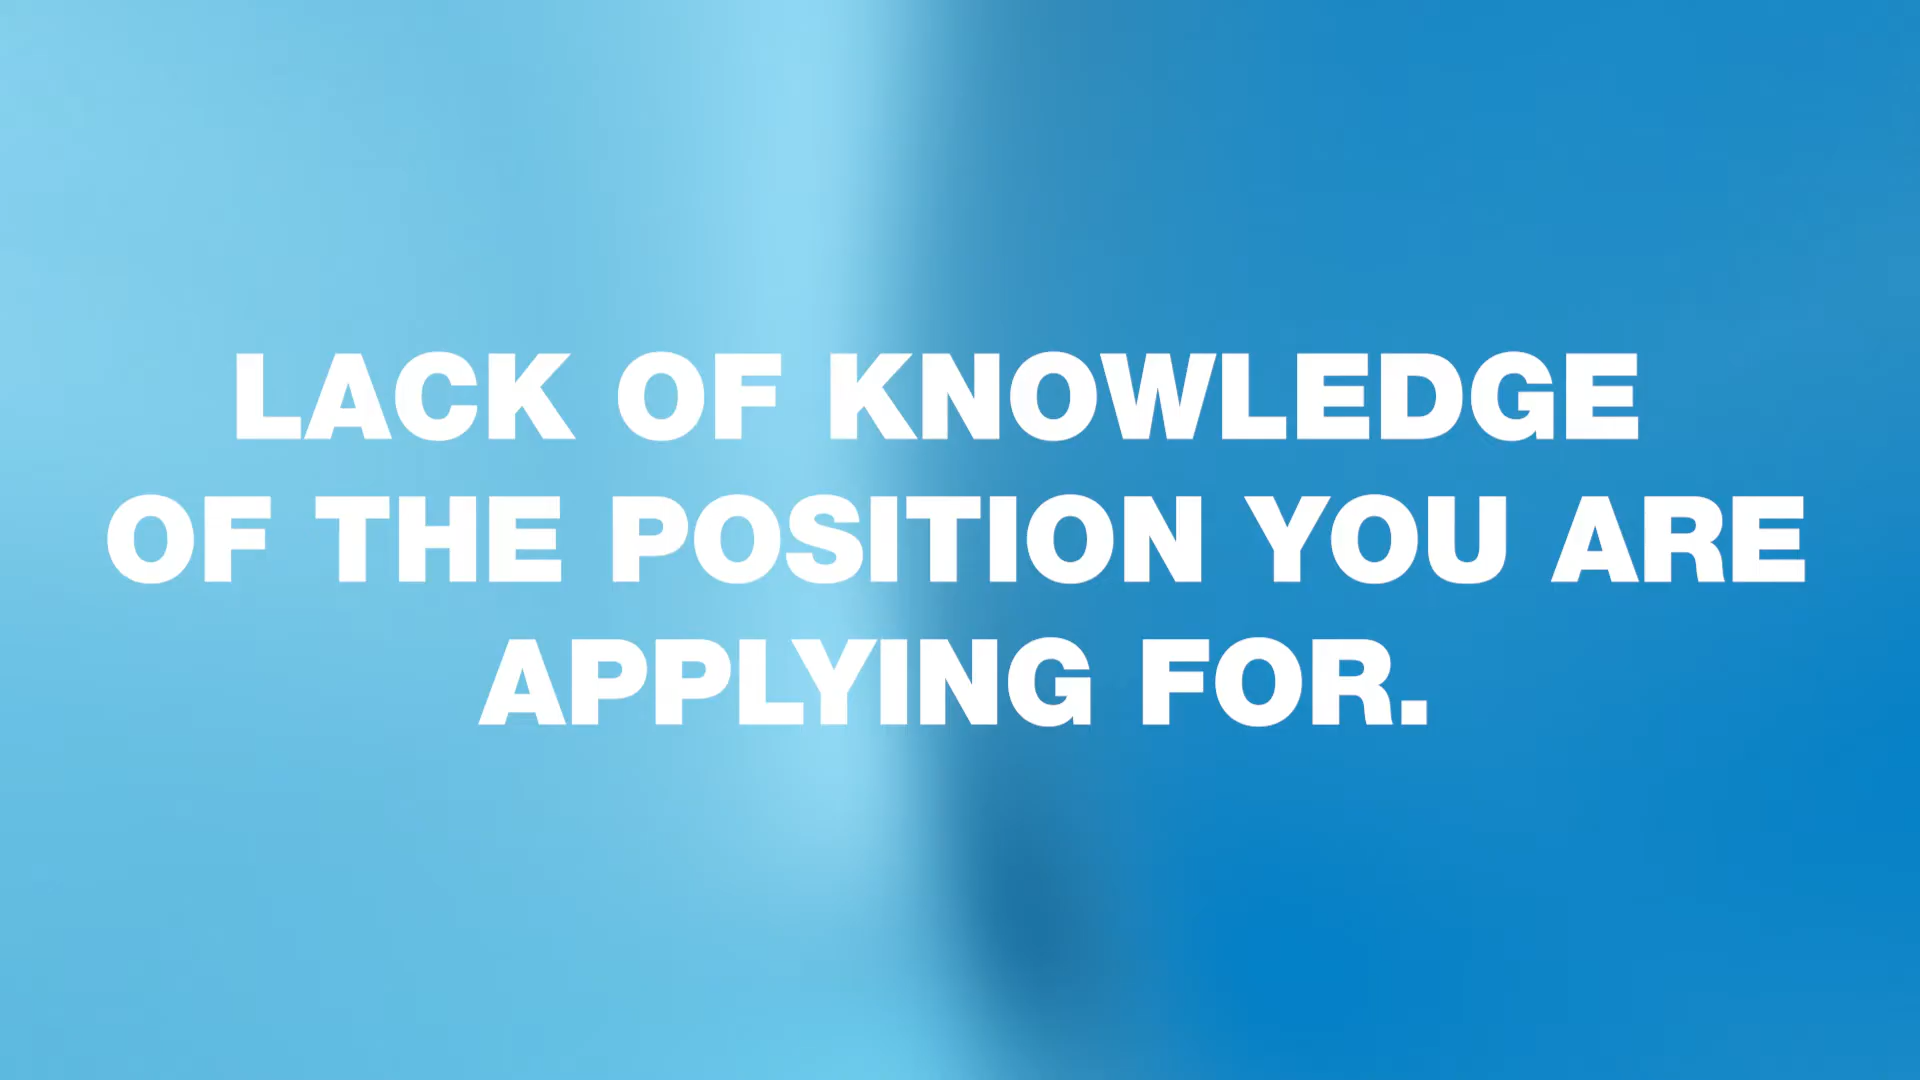 LACK OF KNOWLEDGE
OF THE POSITION YOU ARE
APPLYING FOR.